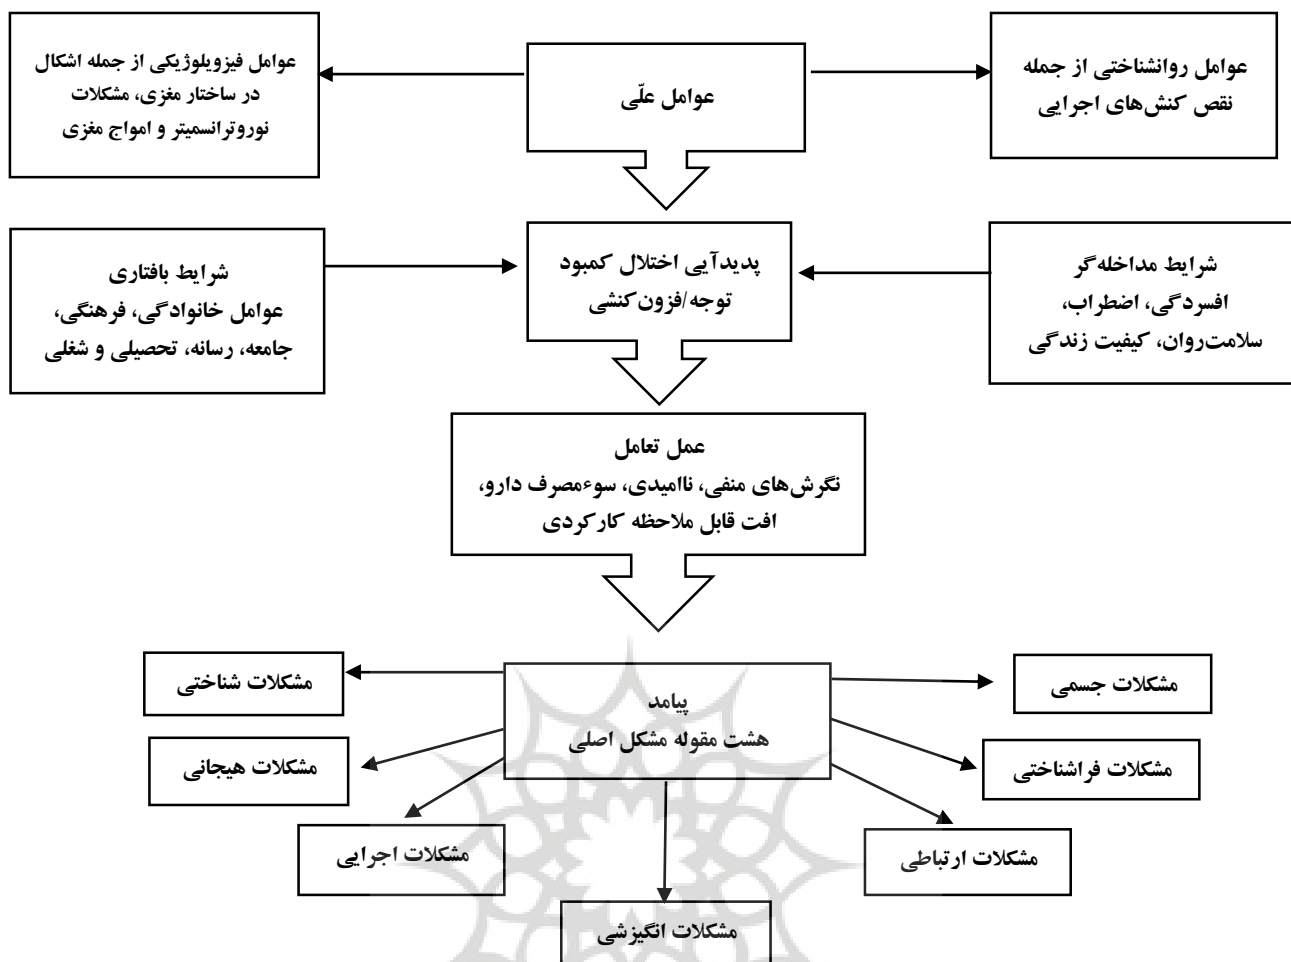 عوامل روانشناختی از جمله
نقص کنش‌های اجرایی
عوامل علّی
عوامل فیزیولوژیکی از جمله اشکال
در ساختار مغزی، مشکلات
نوروترانسمیتر و امواج مغزی
شرایط مداخله‌گر
افسردگی، اضطراب،
سلامت‌روان، کیفیت زندگی
پدیدآیی اختلال کمبود
توجه/فزون‌کنشی
شرایط بافتاری
عوامل خانوادگی، فرهنگی،
جامعه، رسانه، تحصیلی و شغلی
عمل تعامل
نگرش‌های منفی، ناامیدی، سوء‌مصرف دارو،
افت قابل ملاحظه کارکردی
پیامد
هشت مقوله مشکل اصلی
مشکلات جسمی
مشکلات شناختی
مشکلات فراشناختی
مشکلات هیجانی
مشکلات ارتباطی
مشکلات اجرایی
مشکلات انگیزشی